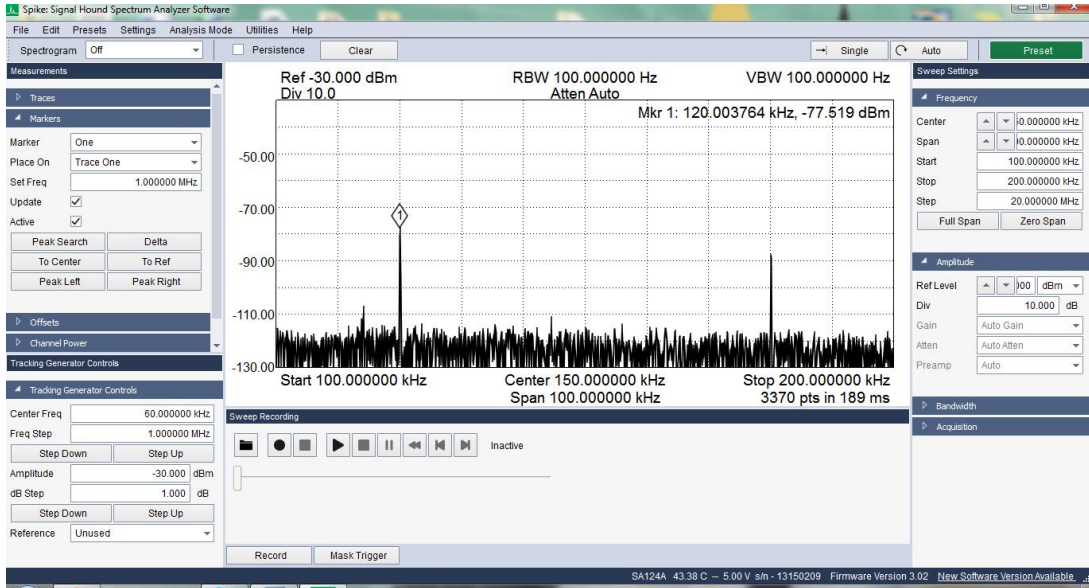 Spike: Signal Hound Spectrum Analyzer Software
File Edit Presets Settings Analysis Mode Utilities Help
Spectrogram Off Persistence Clear Single Auto Preset
Measurements
Traces
Markers
Marker One
Place On Trace One
Set Freq 1.000000 MHz
Update
Active
Peak Search Delta
To Center To Ref
Peak Left Peak Right
Offsets
Channel Power
Tracking Generator Controls
Tracking Generator Controls
Center Freq 60.000000 kHz
Freq Step 1.000000 MHz
Step Down Step Up
Amplitude -30.000 dBm
dB Step 1.000 dB
Step Down Step Up
Reference Unused
Ref -30.000 dBm RBW 100.000000 Hz VBW 100.000000 Hz
Div 10.0 Atten Auto
Mkr 1: 120.003764 kHz, -77.519 dBm
-50.00
-70.00
1
-90.00
-110.00
-130.00
Start 100.000000 kHz Center 150.000000 kHz Stop 200.000000 kHz
Span 100.000000 kHz 3370 pts in 189 ms
Sweep Recording
Inactive
Record Mask Trigger
Sweep Settings
Frequency
Center 0.000000 kHz
Span 0.000000 kHz
Start 100.000000 kHz
Stop 200.000000 kHz
Step 20.000000 MHz
Full Span Zero Span
Amplitude
Ref Level 00 dBm
Div 10.000 dB
Gain Auto Gain
Atten Auto Atten
Preamp Auto
Bandwidth
Acquisition
SA124A 43.38 C -- 5.00 V s/n - 13150209 Firmware Version 3.02 New Software Version Available